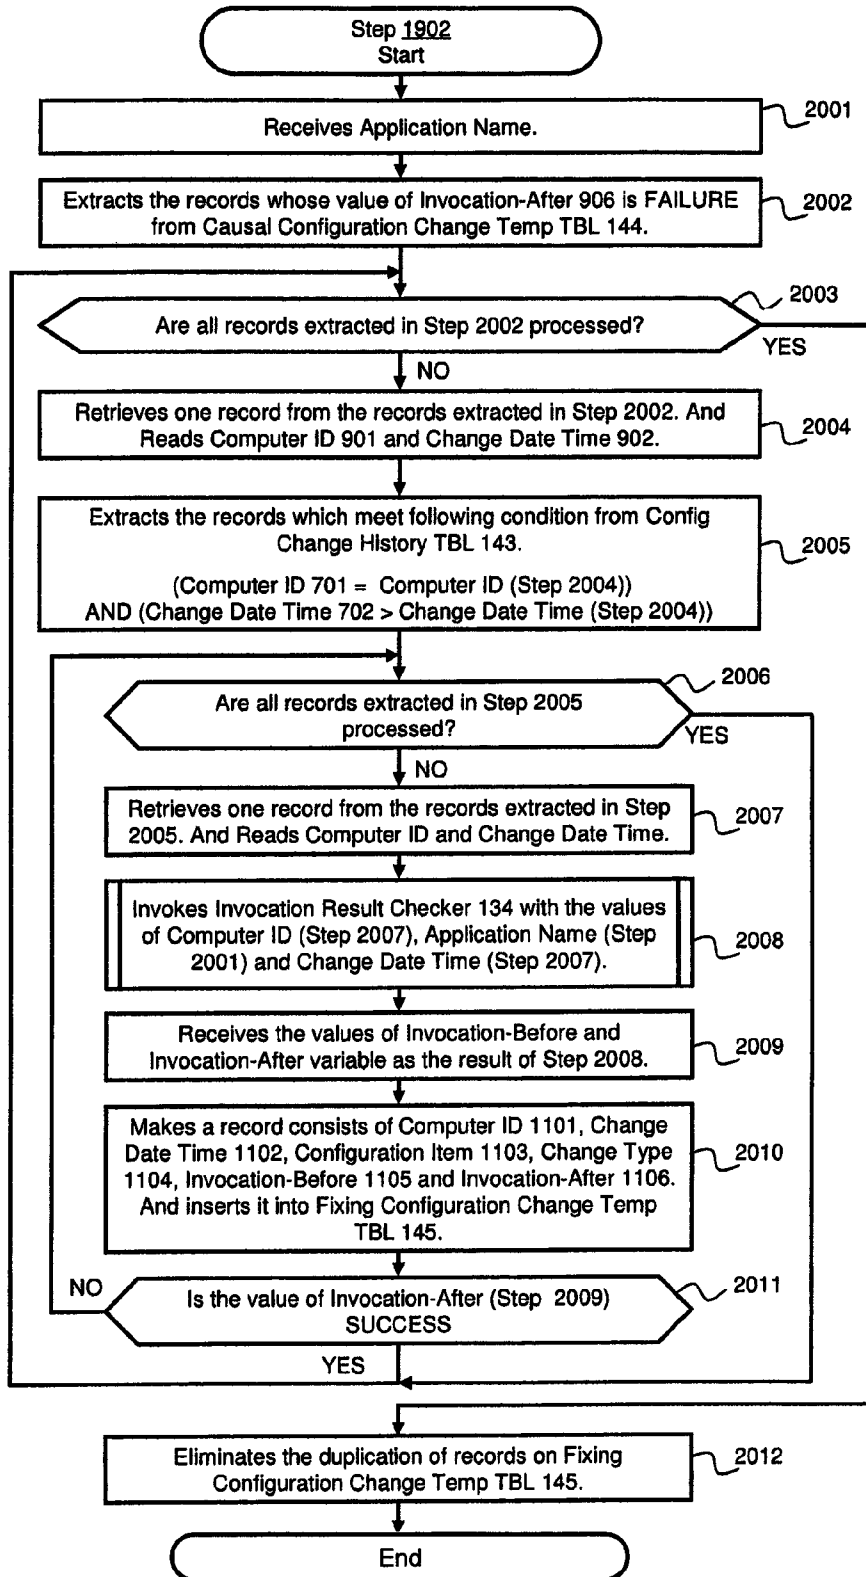 Step 1902
Start
Receives Application Name.
2001
Extracts the records whose value of Invocation-After 906 is FAILURE
from Causal Configuration Change Temp TBL 144.
2002
2003
Are all records extracted in Step 2002 processed?
YES
NO
Retrieves one record from the records extracted in Step 2002. And
Reads Computer ID 901 and Change Date Time 902.
2004
Extracts the records which meet following condition from Config
Change History TBL 143.
(Computer ID 701 = Computer ID (Step 2004))
AND (Change Date Time 702 > Change Date Time (Step 2004))
2005
2006
Are all records extracted in Step 2005
processed?
YES
NO
Retrieves one record from the records extracted in Step
2005. And Reads Computer ID and Change Date Time.
2007
Invokes Invocation Result Checker 134 with the values
of Computer ID (Step 2007), Application Name (Step
2001) and Change Date Time (Step 2007).
2008
Receives the values of Invocation-Before and
Invocation-After variable as the result of Step 2008.
2009
Makes a record consists of Computer ID 1101, Change
Date Time 1102, Configuration Item 1103, Change Type
1104, Invocation-Before 1105 and Invocation-After 1106.
And inserts it into Fixing Configuration Change Temp
TBL 145.
2010
NO
Is the value of Invocation-After (Step 2009)
SUCCESS
2011
YES
Eliminates the duplication of records on Fixing
Configuration Change Temp TBL 145.
2012
End